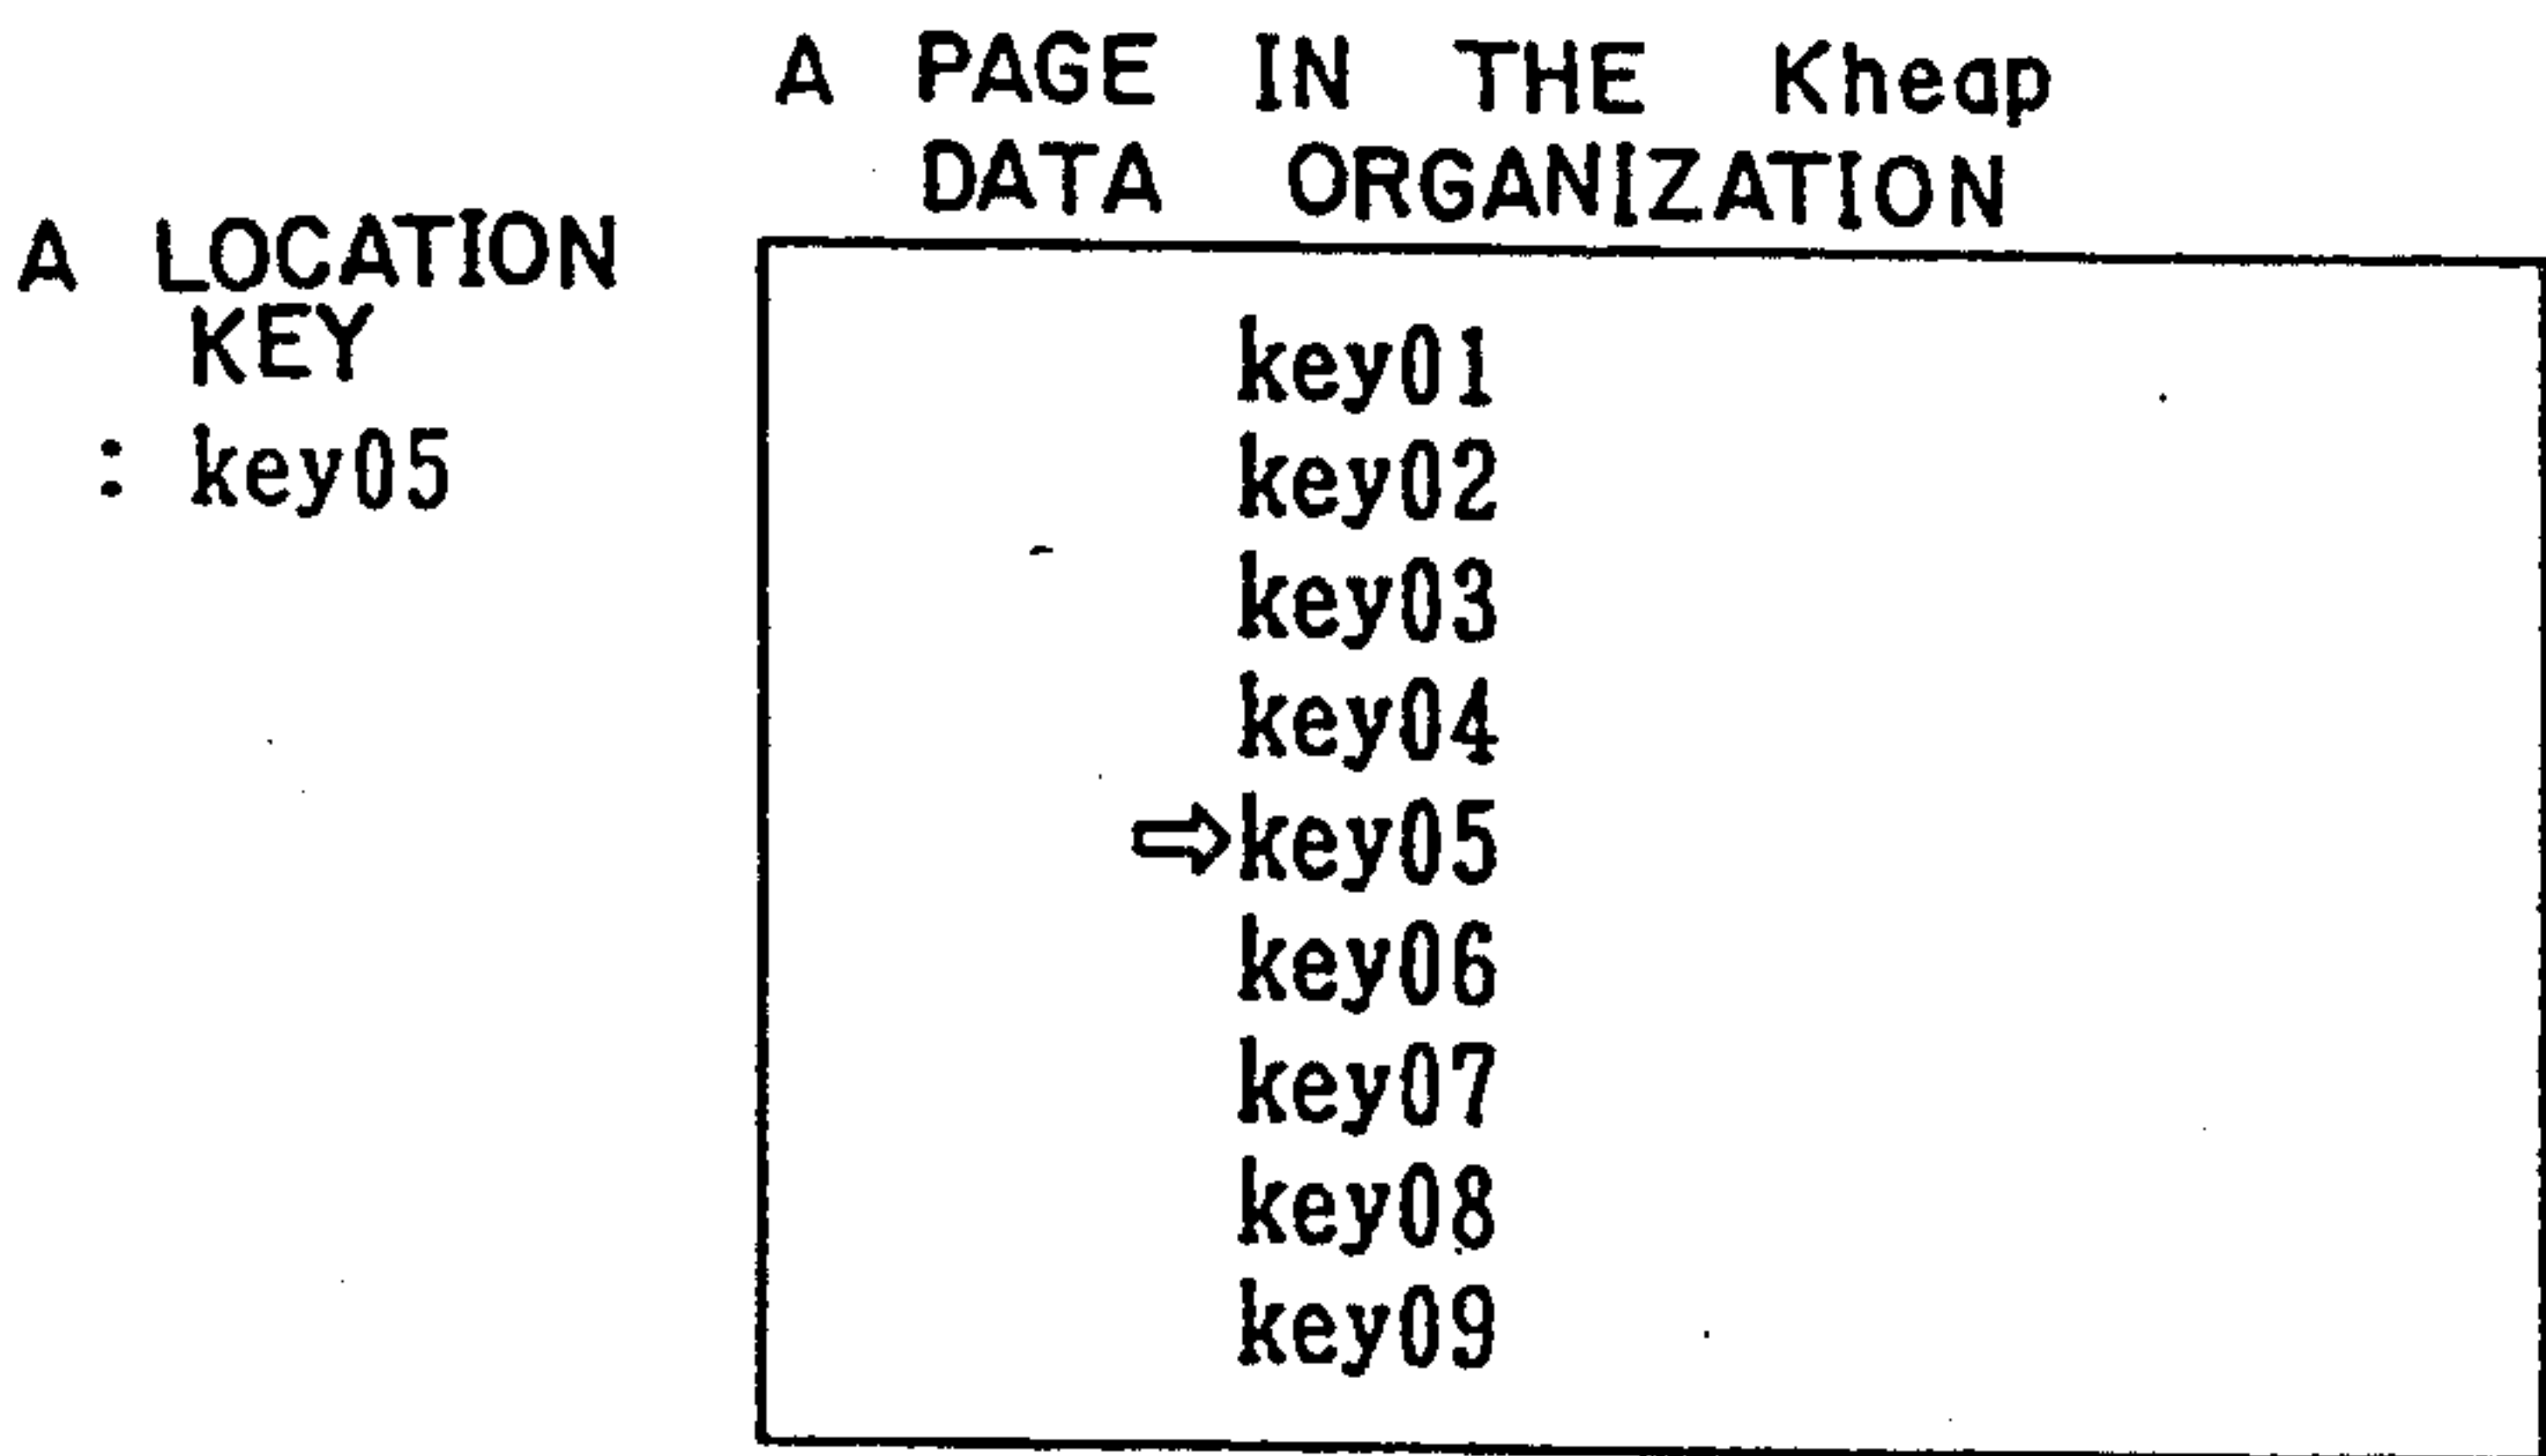 A PAGE IN THE Kheap
DATA ORGANIZATION
A LOCATION
KEY
: key05
key01
key02
key03
key04
⇨key05
key06
key07
key08
key09